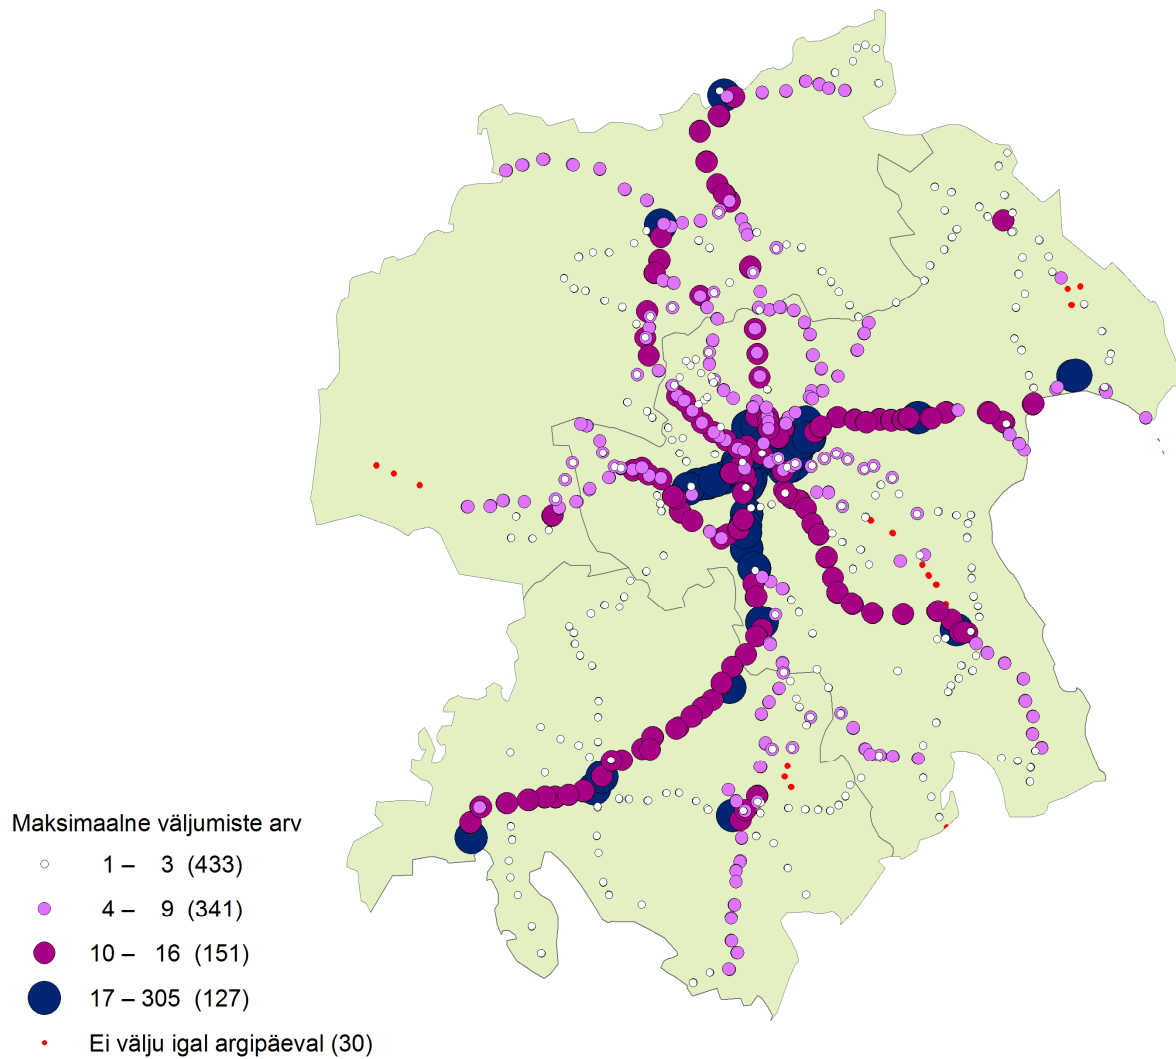 Maksimaalne väljumiste arv
1 – 3 (433)
4 – 9 (341)
10 – 16 (151)
17 – 305 (127)
Ei välju igal argipäeval (30)